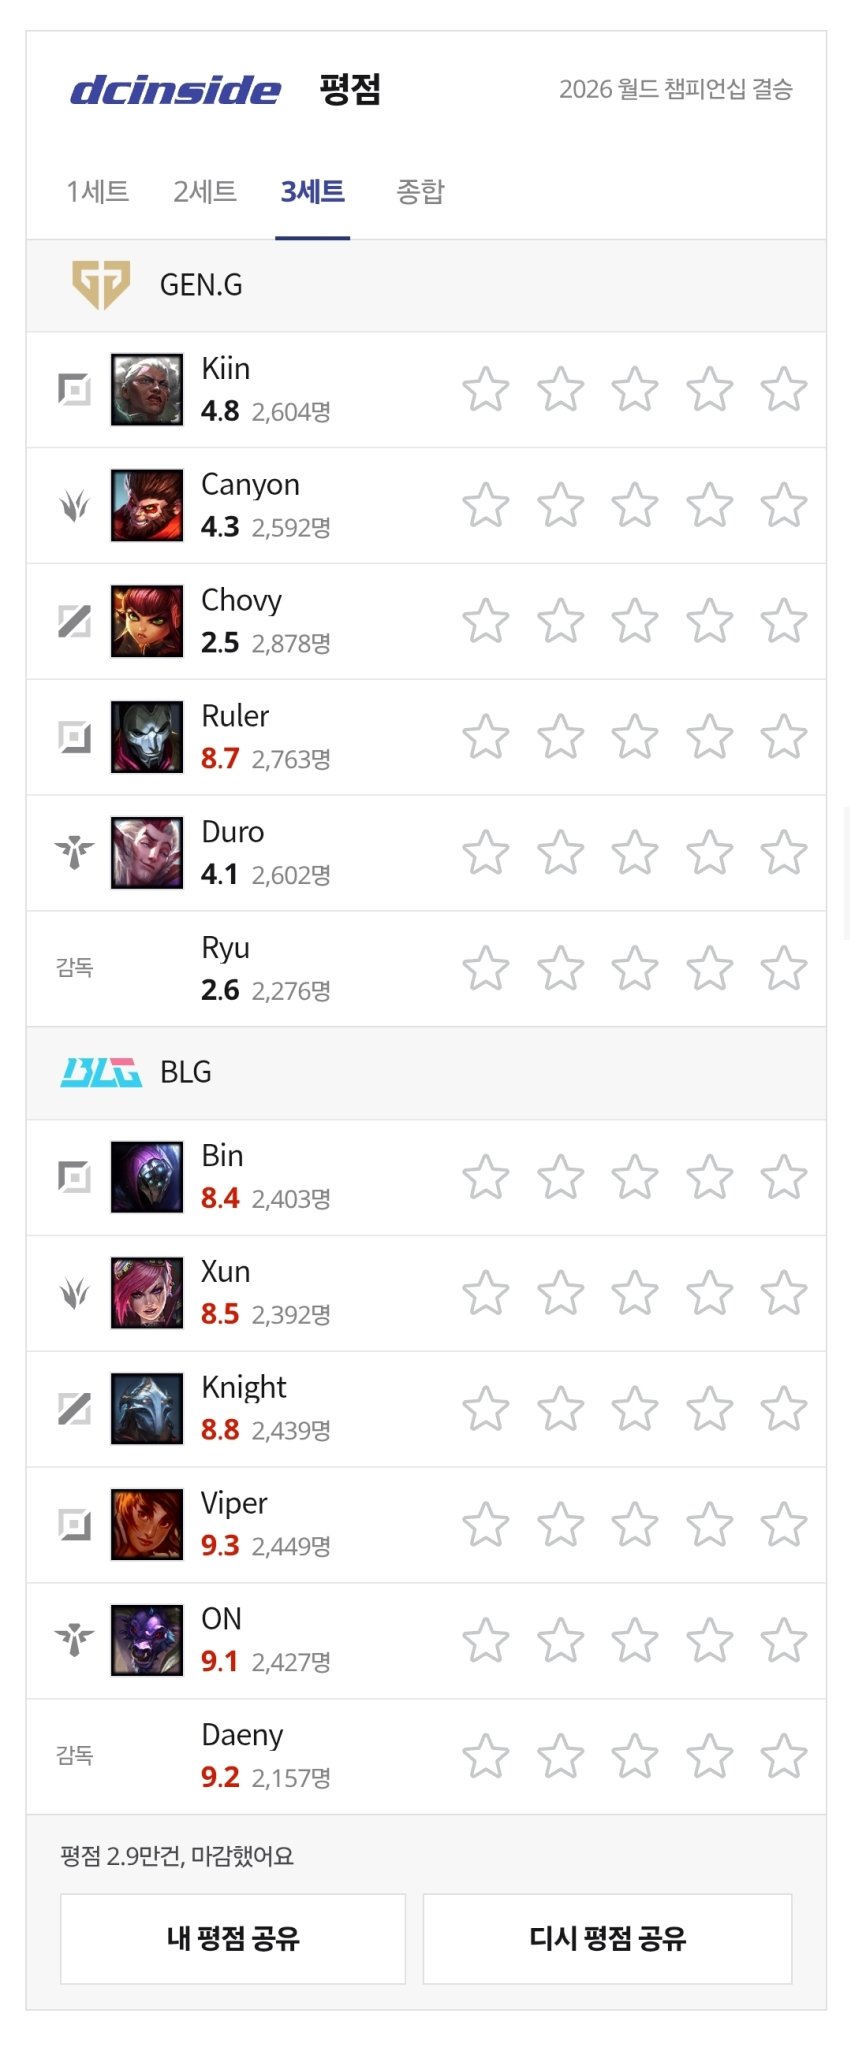 dcinside 평점 2026 월드 챔피언십 결승
1세트 2세트 3세트 종합
GEN.G
Kiin
4.8 2,604명
Canyon
4.3 2,592명
Chovy
2.5 2,878명
Ruler
8.7 2,763명
Duro
4.1 2,602명
Ryu
감독
2.6 2,276명
BLG BLG
Bin
8.4 2,403명
Xun
8.5 2,392명
Knight
8.8 2,439명
Viper
9.3 2,449명
ON
9.1 2,427명
Daeny
감독
9.2 2,157명
평점 2.9만건, 마감했어요
내 평점 공유 디시 평점 공유